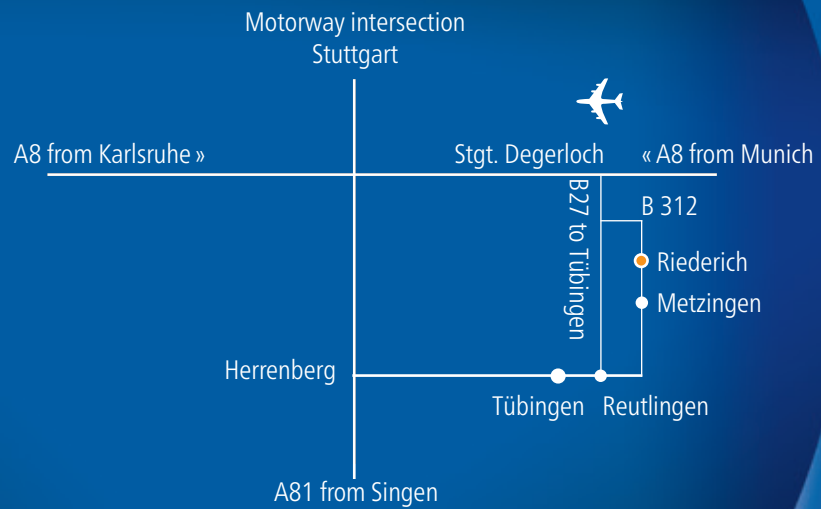 Motorway intersection
Stuttgart
A8 from Karlsruhe »
Stgt. Degerloch
« A8 from Munich
B27 to Tübingen
B 312
Riederich
Metzingen
Herrenberg
Tübingen
Reutlingen
A81 from Singen